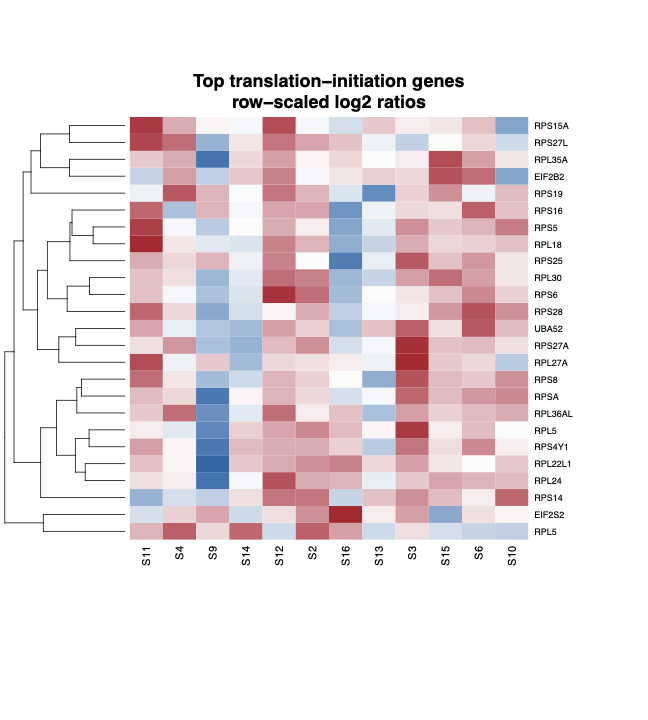 Top translation−initiation genes
row−scaled log2 ratios
RPS15A
RPS27L
RPL35A
EIF2B2
RPS19
RPS16
RPS5
RPL18
RPS25
RPL30
RPS6
RPS28
UBA52
RPS27A
RPL27A
RPS8
RPSA
RPL36AL
RPL5
RPS4Y1
RPL22L1
RPL24
RPS14
EIF2S2
RPL5
S11 S4 S9 S14 S12 S2 S16 S13 S3 S15 S6 S10